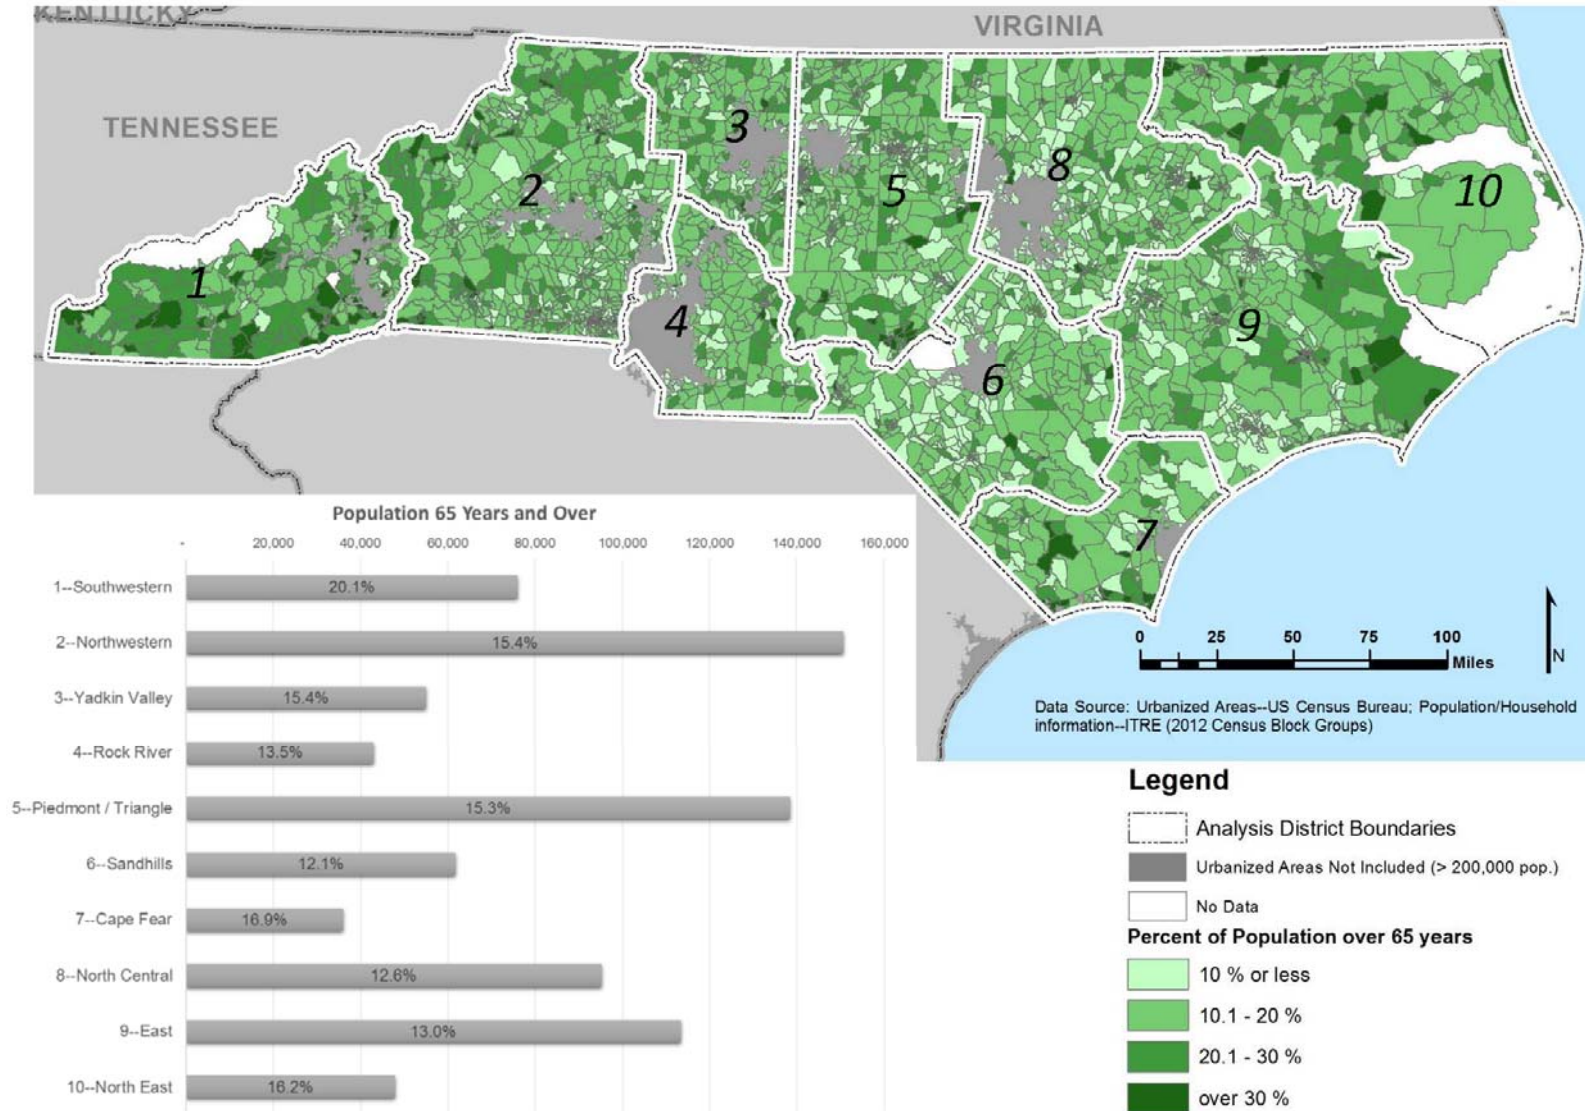 KENTUCKY
VIRGINIA
TENNESSEE
1
2
3
4
5
6
7
8
9
10
Population 65 Years and Over
- 20,000 40,000 60,000 80,000 100,000 120,000 140,000 160,000
1--Southwestern 20.1%
2--Northwestern 15.4%
3--Yadkin Valley 15.4%
4--Rock River 13.5%
5--Piedmont / Triangle 15.3%
6--Sandhills 12.1%
7--Cape Fear 16.9%
8--North Central 12.6%
9--East 13.0%
10--North East 16.2%
0 25 50 75 100
Miles
N
Data Source: Urbanized Areas--US Census Bureau; Population/Household
information--ITRE (2012 Census Block Groups)
Legend
Analysis District Boundaries
Urbanized Areas Not Included (> 200,000 pop.)
No Data
Percent of Population over 65 years
10 % or less
10.1 - 20 %
20.1 - 30 %
over 30 %